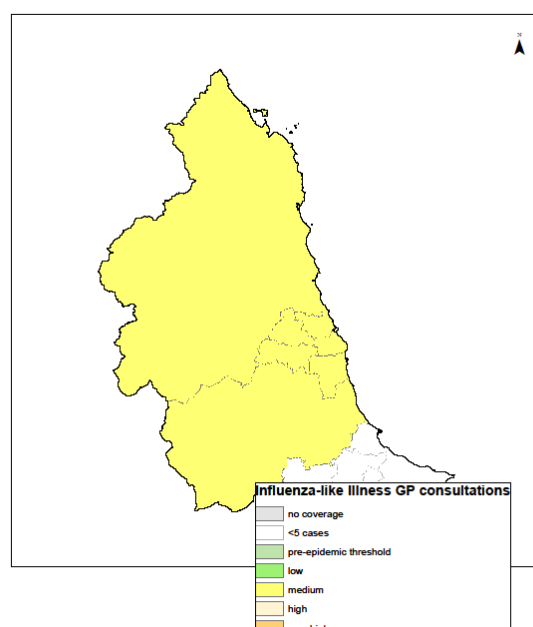 N
Influenza-like Illness GP consultations
no coverage
<5 cases
pre-epidemic threshold
low
medium
high